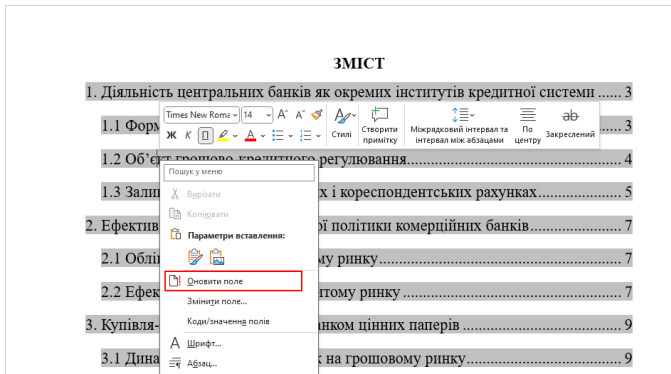 ЗМІСТ
1. Діяльність центральних банків як окремих інститутів кредитної системи ...... 3
1.1 Форм ..... 3
Times New Roma 14 А А Стилі Створити примітку Міжрядковий інтервал та інтервал між абзацами По центру Закреслений
Ж К П А
1.2 Об’єкт грошово-кредитного регулювання ..... 4
Пошук у меню
Вирізати
1.3 Зали х і кореспондентських рахунках ..... 5
Копіювати
2. Ефектив ої політики комерційних банків ..... 7
Параметри вставлення:
2.1 Облі му ринку ..... 7
Оновити поле
2.2 Ефек итому ринку ..... 7
Змінити поле...
3. Купівля- анком цінних паперів ..... 9
Коди/значення полів
Шрифт...
3.1 Дина к на грошовому ринку ..... 9
Абзац...